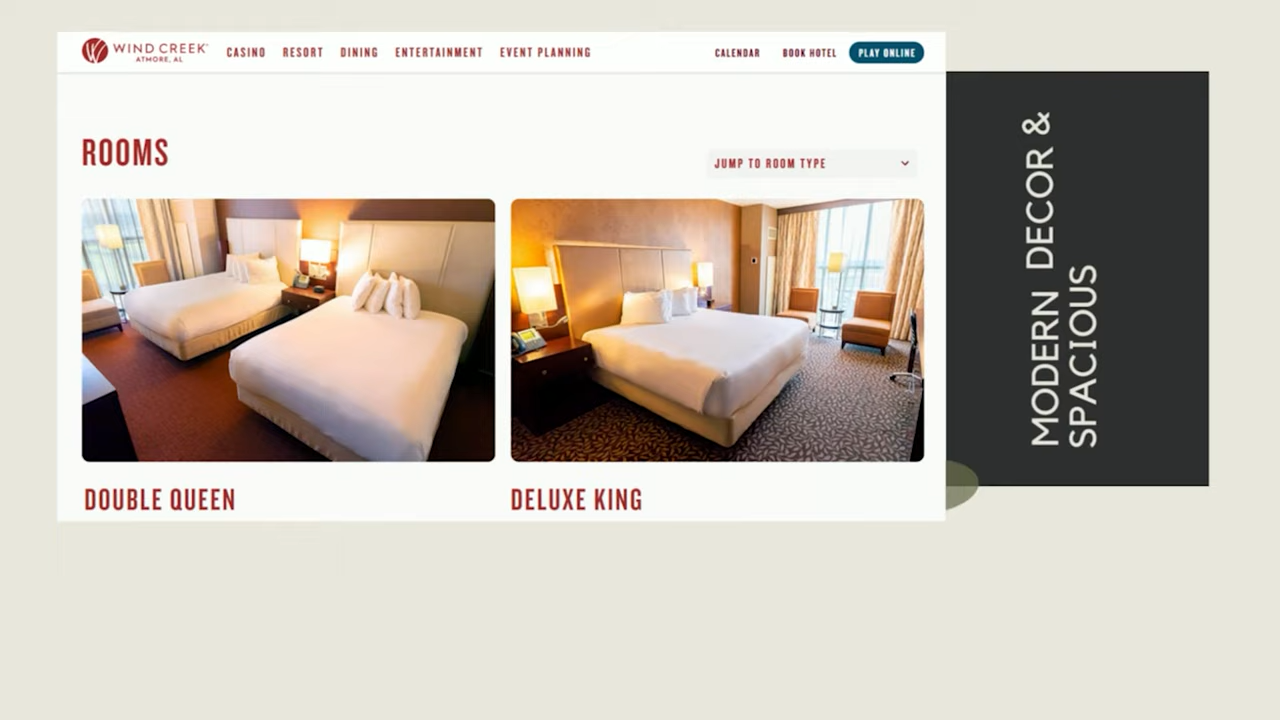 WIND CREEK
ATMORE, AL
CASINO RESORT DINING ENTERTAINMENT EVENT PLANNING
CALENDAR BOOK HOTEL PLAY ONLINE
ROOMS
JUMP TO ROOM TYPE
DOUBLE QUEEN
DELUXE KING
MODERN DECOR &
SPACIOUS